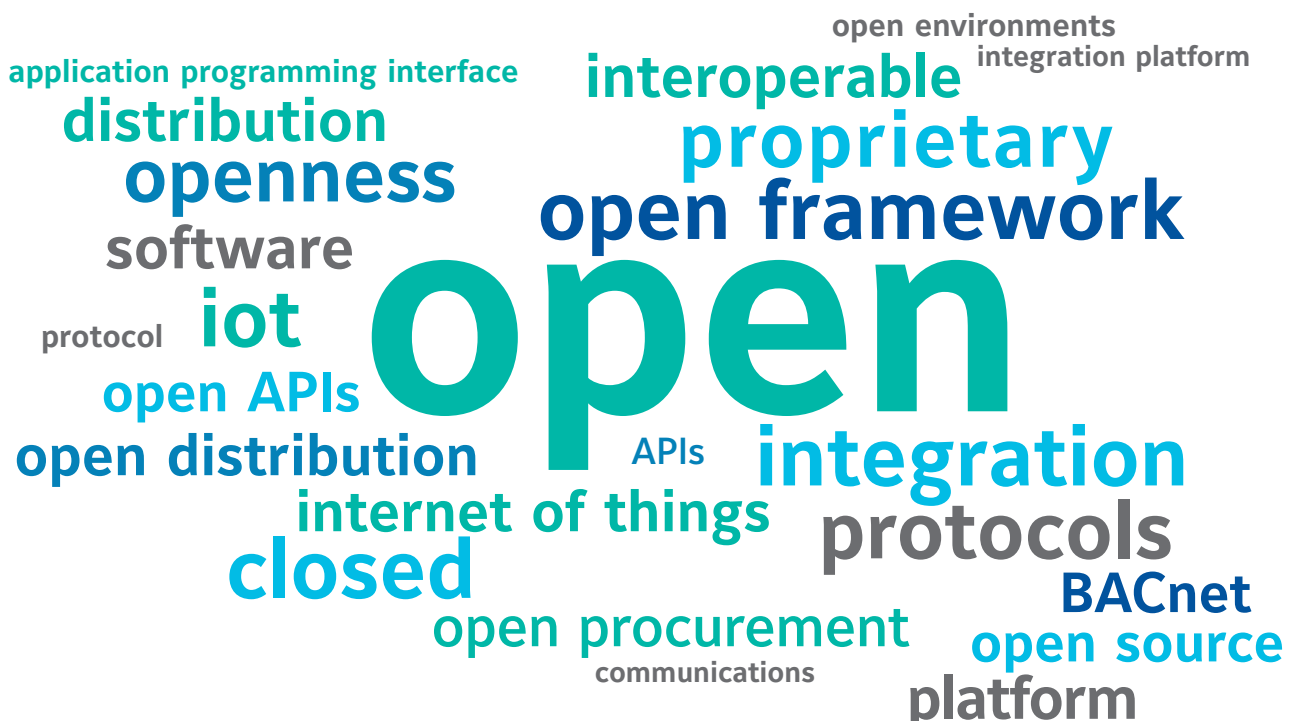 open environments
integration platform
application programming interface
interoperable
distribution
proprietary
openness
open framework
software
open
iot
protocol
open APIs
open distribution
APIs
integration
internet of things
protocols
closed
BACnet
open procurement
open source
communications
platform